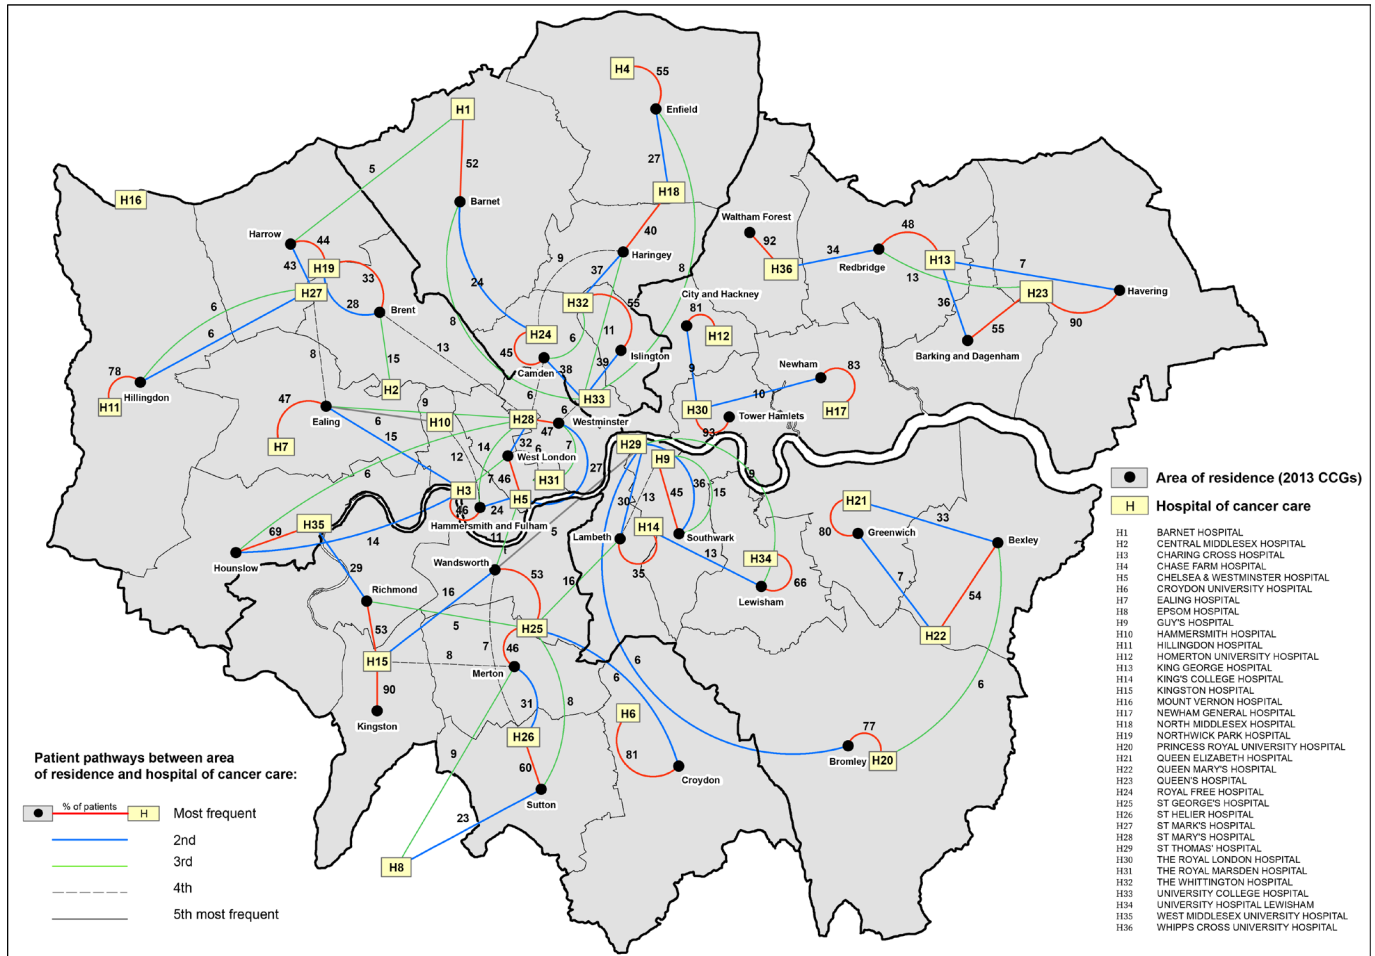 H4
55
Enfield
H1
5
52
27
H16
Barnet
H18
Waltham Forest
40
92
48
Harrow
44
43
H19
33
Haringey
9
37
8
H36
34
Redbridge
H13
7
13
H27
28
Brent
24
H32
55
City and Hackney
81
36
H23
Havering
90
6
6
8
H24
6
11
H12
55
Barking and Dagenham
8
13
15
45
Camden
38
39
Islington
9
Newham
83
78
H11
Hillingdon
H2
6
H33
10
H17
47
Ealing
9
6
H10
H28
47
6
Westminster
H30
Tower Hamlets
93
H7
15
12
14
32
6
West London
7
H29
H9
9
6
H3
7
46
H31
27
30
13
45
36
15
46
24
H5
Hammersmith and Fulham
H35
69
14
11
5
H14
Lambeth
Southwark
13
H34
35
66
Lewisham
H21
33
80
Greenwich
Bexley
7
54
H22
Hounslow
29
Richmond
Wandsworth
16
53
16
5
H25
53
H15
8
7
46
Merton
6
6
6
90
Kingston
31
8
H26
H6
77
Bromley
H20
9
60
81
Croydon
Sutton
23
H8
Area of residence (2013 CCGs)
H
Hospital of cancer care
H1 BARNET HOSPITAL
H2 CENTRAL MIDDLESEX HOSPITAL
H3 CHARING CROSS HOSPITAL
H4 CHASE FARM HOSPITAL
H5 CHELSEA & WESTMINSTER HOSPITAL
H6 CROYDON UNIVERSITY HOSPITAL
H7 EALING HOSPITAL
H8 EPSOM HOSPITAL
H9 GUY'S HOSPITAL
H10 HAMMERSMITH HOSPITAL
H11 HILLINGDON HOSPITAL
H12 HOMERTON UNIVERSITY HOSPITAL
H13 KING GEORGE HOSPITAL
H14 KING'S COLLEGE HOSPITAL
H15 KINGSTON HOSPITAL
H16 MOUNT VERNON HOSPITAL
H17 NEWHAM GENERAL HOSPITAL
H18 NORTH MIDDLESEX HOSPITAL
H19 NORTHWICK PARK HOSPITAL
H20 PRINCESS ROYAL UNIVERSITY HOSPITAL
H21 QUEEN ELIZABETH HOSPITAL
H22 QUEEN MARY'S HOSPITAL
H23 QUEEN'S HOSPITAL
H24 ROYAL FREE HOSPITAL
H25 ST GEORGE'S HOSPITAL
H26 ST HELIER HOSPITAL
H27 ST MARK'S HOSPITAL
H28 ST MARY'S HOSPITAL
H29 ST THOMAS' HOSPITAL
H30 THE ROYAL LONDON HOSPITAL
H31 THE ROYAL MARSDEN HOSPITAL
H32 THE WHITTINGTON HOSPITAL
H33 UNIVERSITY COLLEGE HOSPITAL
H34 UNIVERSITY HOSPITAL LEWISHAM
H35 WEST MIDDLESEX UNIVERSITY HOSPITAL
H36 WHIPPS CROSS UNIVERSITY HOSPITAL
Patient pathways between area
of residence and hospital of cancer care:
% of patients
H
Most frequent
2nd
3rd
4th
5th most frequent